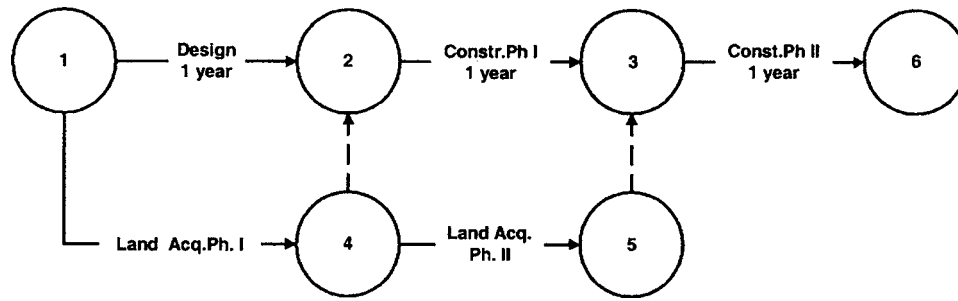 1
Design
1 year
2
Constr.Ph I
1 year
3
Const.Ph II
1 year
6
Land Acq.Ph. I
4
Land Acq.
Ph. II
5